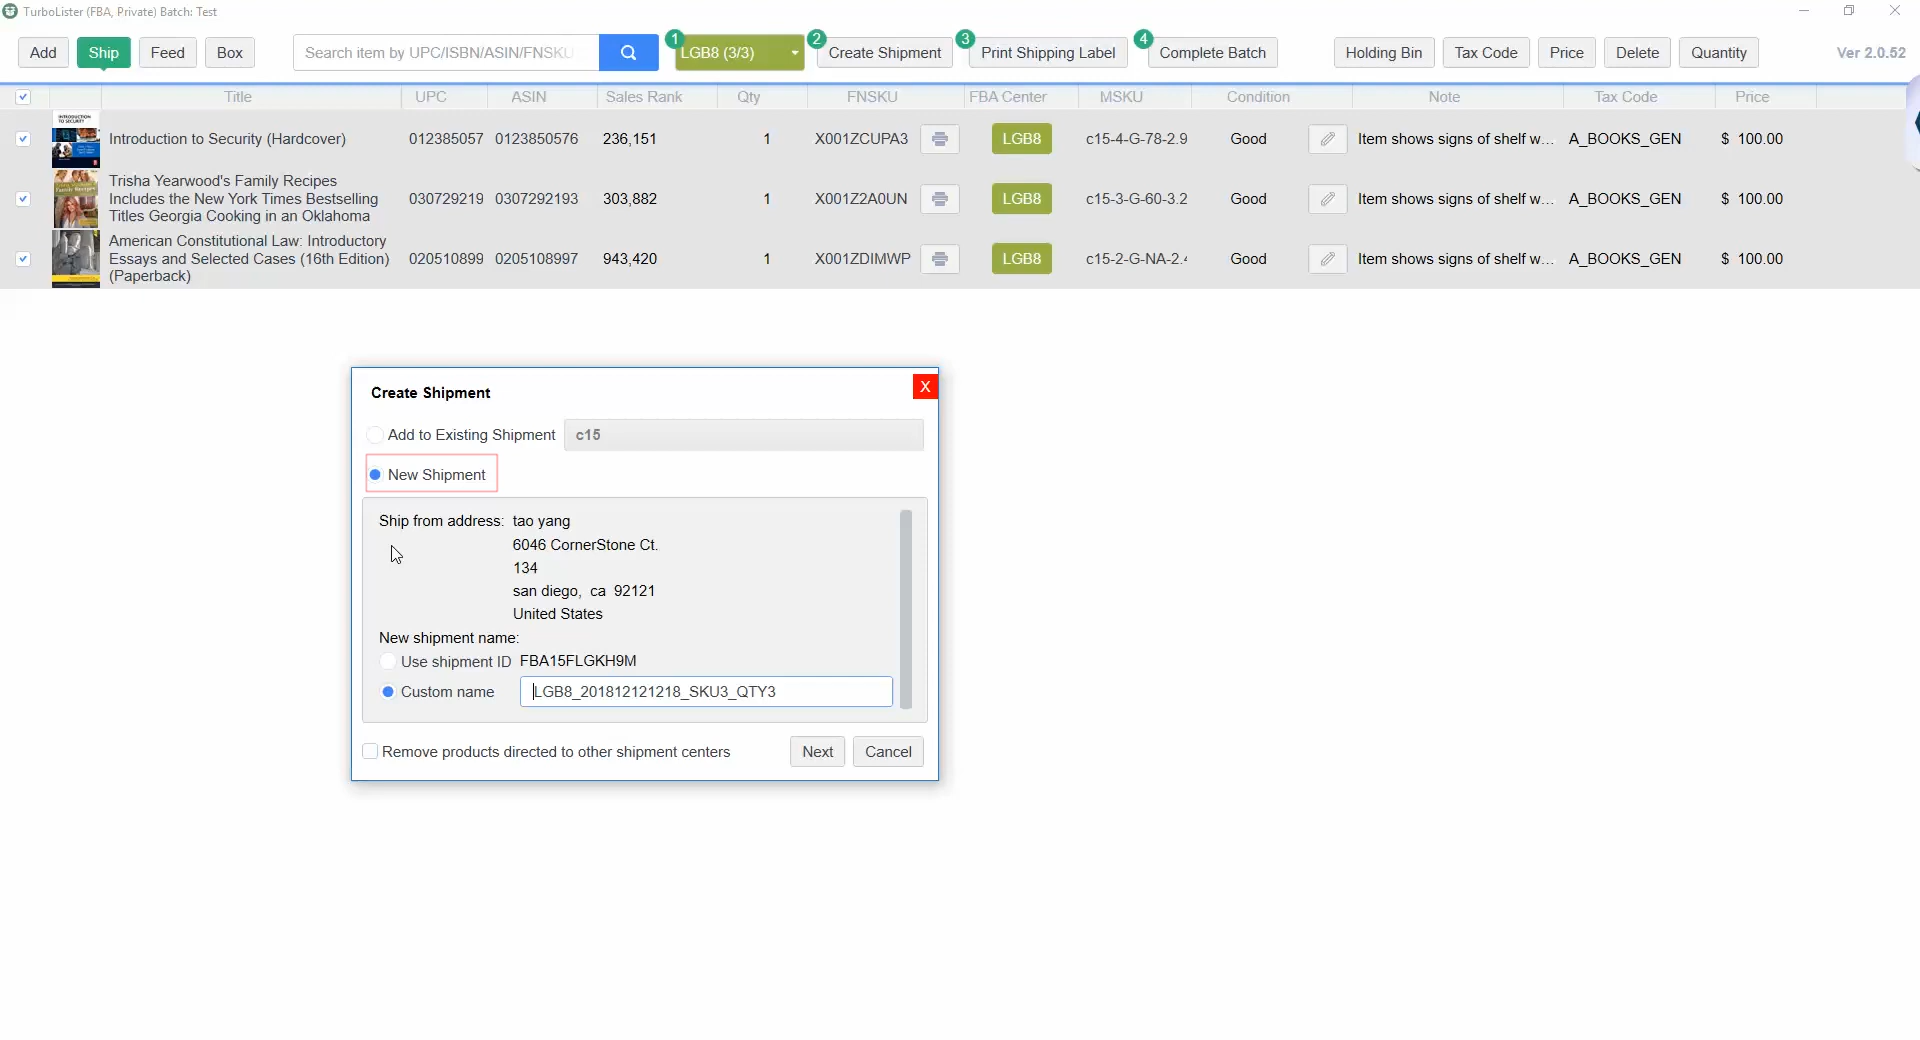 TurboLister (FBA, Private) Batch: Test
Add Ship Feed Box Search item by UPC/ISBN/ASIN/FNSKU 1 LGB8 (3/3) 2 Create Shipment 3 Print Shipping Label 4 Complete Batch Holding Bin Tax Code Price Delete Quantity Ver 2.0.52
Title UPC ASIN Sales Rank Qty FNSKU FBA Center MSKU Condition Note Tax Code Price
INTRODUCTION
TO SECURITY
Introduction to Security (Hardcover) 012385057 0123850576 236,151 1 X001ZCUPA3 LGB8 c15-4-G-78-2.9 Good Item shows signs of shelf w... A_BOOKS_GEN $ 100.00
Trisha Yearwood's Family Recipes
Includes the New York Times Bestselling
Titles Georgia Cooking in an Oklahoma
030729219 0307292193 303,882 1 X001Z2A0UN LGB8 c15-3-G-60-3.2 Good Item shows signs of shelf w... A_BOOKS_GEN $ 100.00
American Constitutional Law: Introductory
Essays and Selected Cases (16th Edition)
(Paperback)
020510899 0205108997 943,420 1 X001ZDIMWP LGB8 c15-2-G-NA-2. Good Item shows signs of shelf w... A_BOOKS_GEN $ 100.00
Create Shipment X
Add to Existing Shipment c15
New Shipment
Ship from address: tao yang
6046 CornerStone Ct.
134
san diego, ca 92121
United States
New shipment name:
Use shipment ID FBA15FLGKH9M
Custom name LGB8_201812121218_SKU3_QTY3
Remove products directed to other shipment centers Next Cancel